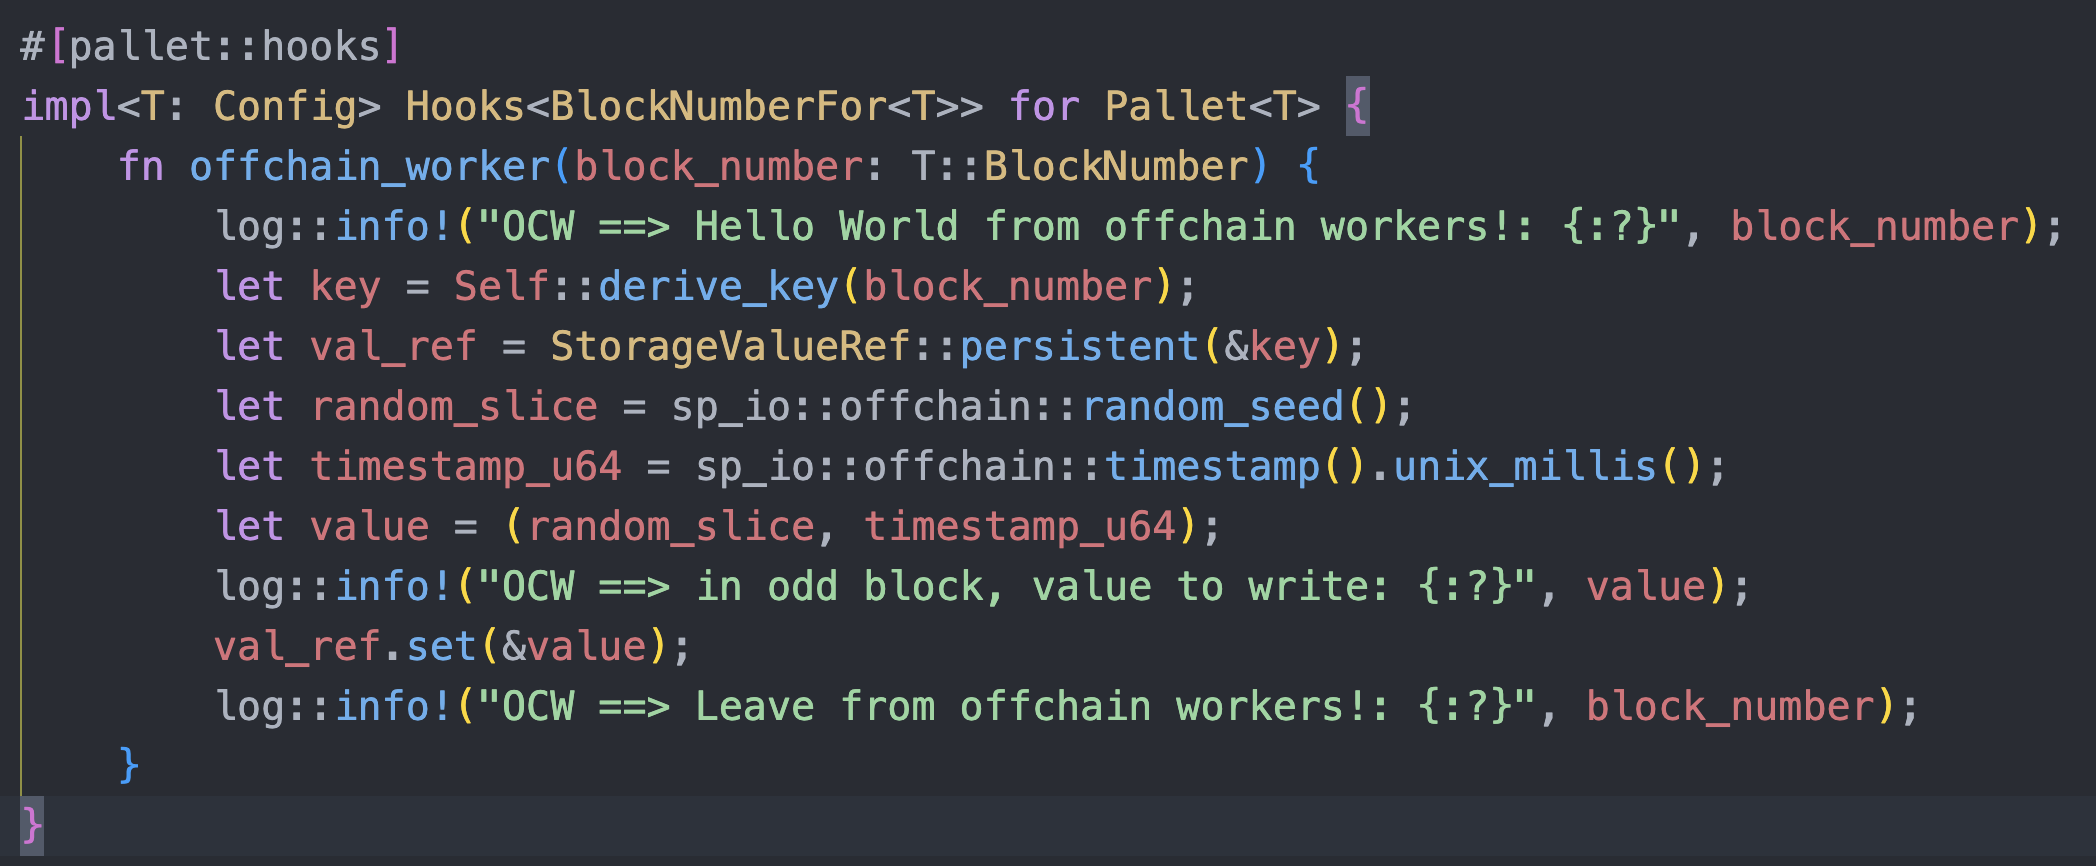 #[pallet::hooks]
impl<T: Config> Hooks<BlockNumberFor<T>> for Pallet<T> {
    fn offchain_worker(block_number: T::BlockNumber) {
        log::info!("OCW ==> Hello World from offchain workers!: {:?}", block_number);
        let key = Self::derive_key(block_number);
        let val_ref = StorageValueRef::persistent(&key);
        let random_slice = sp_io::offchain::random_seed();
        let timestamp_u64 = sp_io::offchain::timestamp().unix_millis();
        let value = (random_slice, timestamp_u64);
        log::info!("OCW ==> in odd block, value to write: {:?}", value);
        val_ref.set(&value);
        log::info!("OCW ==> Leave from offchain workers!: {:?}", block_number);
    }
}